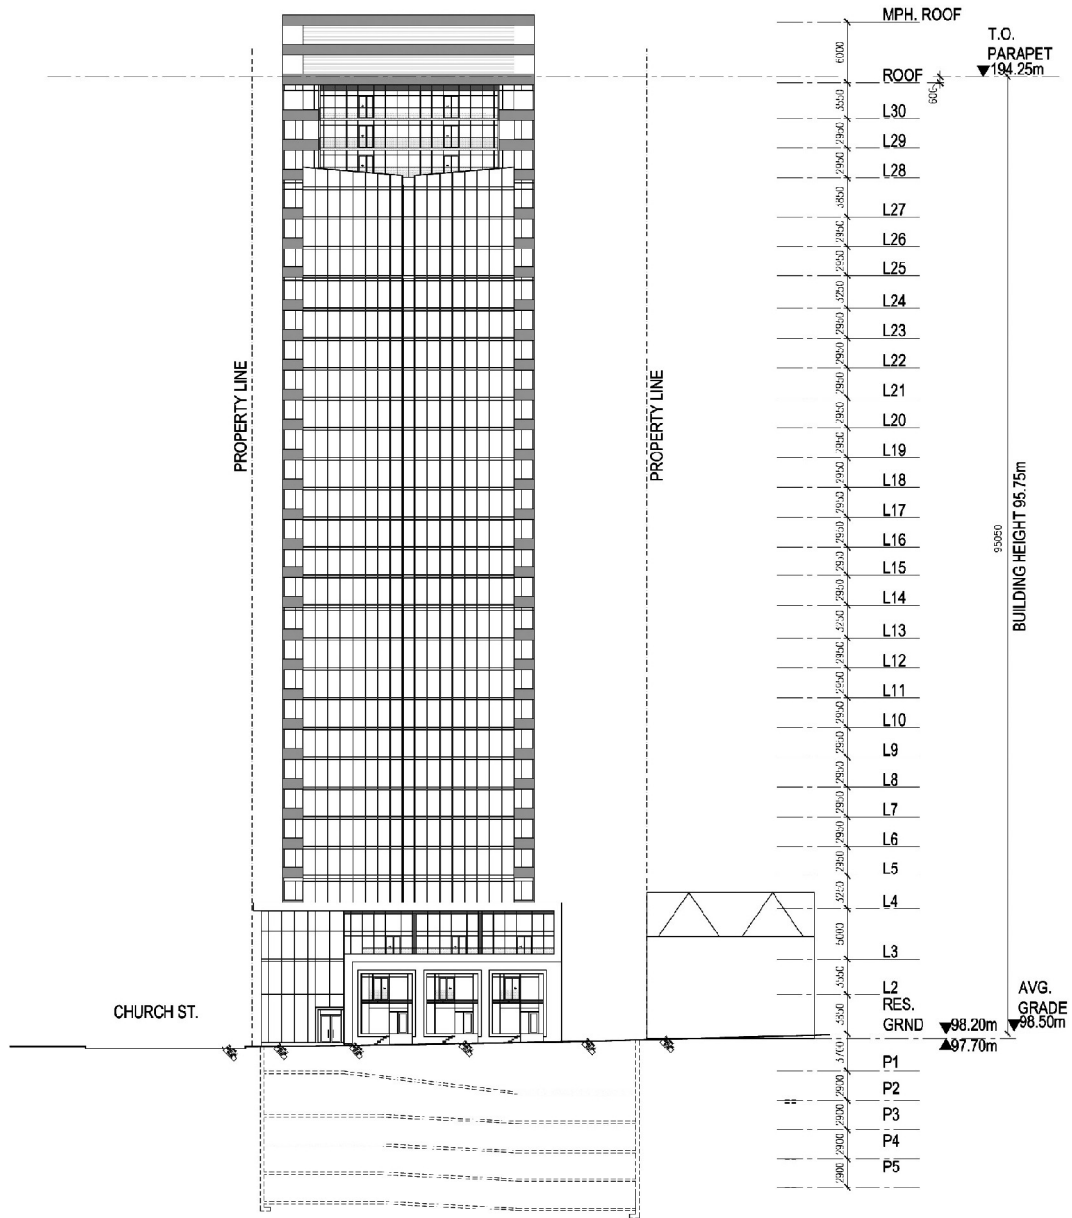 MPH. ROOF
T.O.
PARAPET
194.25m
6000
ROOF
600
3550
L30
2950
L29
2950
L28
3850
L27
2950
L26
2950
L25
3250
L24
2950
L23
2950
L22
2950
L21
2950
L20
2950
L19
2950
L18
2950
L17
2950
L16
2950
L15
2950
L14
3250
L13
2950
L12
2950
L11
2950
L10
2950
L9
2950
L8
2950
L7
2950
L6
2950
L5
3250
L4
5000
L3
3550
L2
RES.
GRND
98.20m
97.70m
AVG.
GRADE
98.50m
3700
P1
2900
P2
2900
P3
2900
P4
2900
P5
PROPERTY LINE
PROPERTY LINE
95050
BUILDING HEIGHT 95.75m
CHURCH ST.